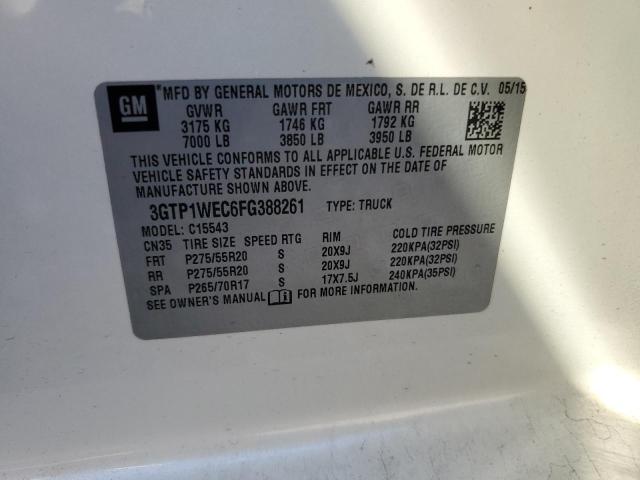 GM
*MFD BY GENERAL MOTORS DE MEXICO, S. DE R.L. DE C.V. 05/15
GVWR GAWR FRT GAWR RR
3175 KG 1746 KG 1792 KG
7000 LB 3850 LB 3950 LB
THIS VEHICLE CONFORMS TO ALL APPLICABLE U.S. FEDERAL MOTOR
VEHICLE SAFETY STANDARDS IN EFFECT ON THE DATE OF
MANUFACTURE SHOWN ABOVE.
3GTP1WEC6FG388261 TYPE: TRUCK
MODEL: C15543
CN35 TIRE SIZE SPEED RTG RIM COLD TIRE PRESSURE
FRT P275/55R20 S 20X9J 220KPA(32PSI)
RR P275/55R20 S 20X9J 220KPA(32PSI)
SPA P265/70R17 S 17X7.5J 240KPA(35PSI)
SEE OWNER'S MANUAL FOR MORE INFORMATION.